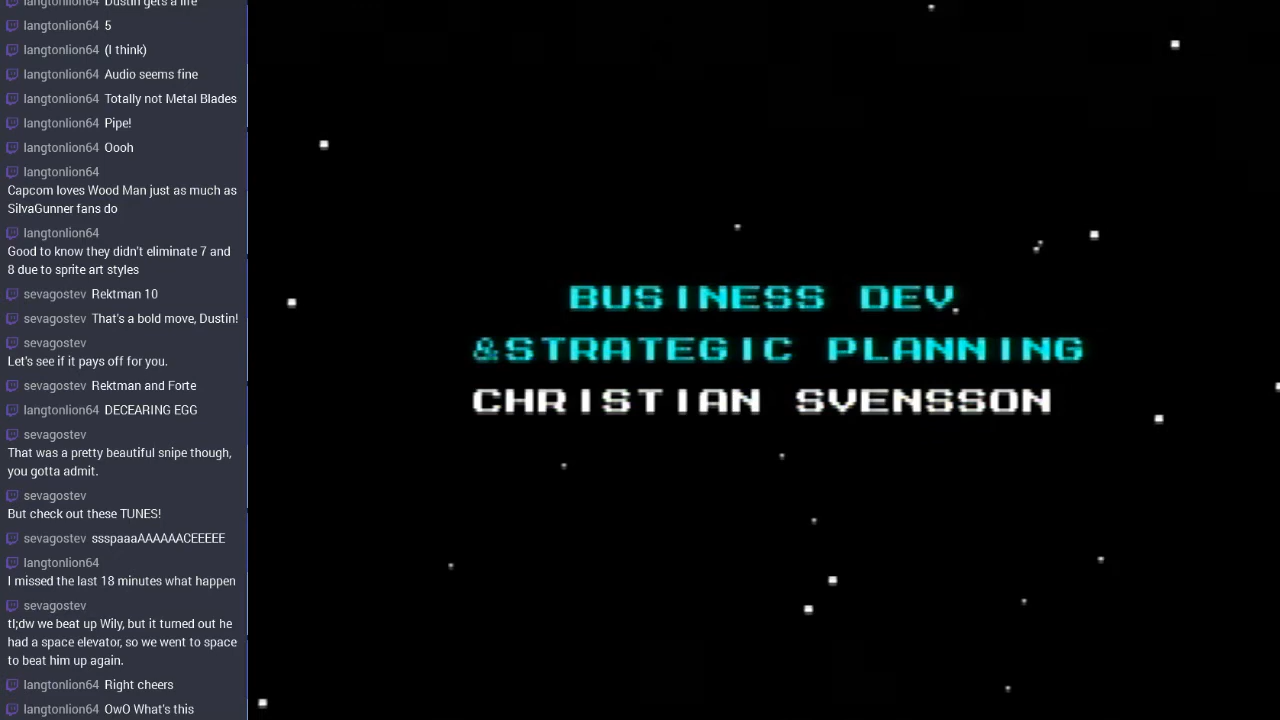 langtonlion64 Dustin gets a life
langtonlion64 5
langtonlion64 (I think)
langtonlion64 Audio seems fine
langtonlion64 Totally not Metal Blades
langtonlion64 Pipe!
langtonlion64 Oooh
langtonlion64
Capcom loves Wood Man just as much as
SilvaGunner fans do
langtonlion64
Good to know they didn't eliminate 7 and
8 due to sprite art styles
sevagostev Rektman 10
sevagostev That's a bold move, Dustin!
sevagostev
Let's see if it pays off for you.
sevagostev Rektman and Forte
langtonlion64 DECEARING EGG
sevagostev
That was a pretty beautiful snipe though,
you gotta admit.
sevagostev
But check out these TUNES!
sevagostev ssspaaaAAAAAACEEEEE
langtonlion64
I missed the last 18 minutes what happen
sevagostev
tl;dw we beat up Wily, but it turned out he
had a space elevator, so we went to space
to beat him up again.
langtonlion64 Right cheers
langtonlion64 OwO What's this
BUSINESS DEV.
&STRATEGIC PLANNING
CHRISTIAN SVENSSON